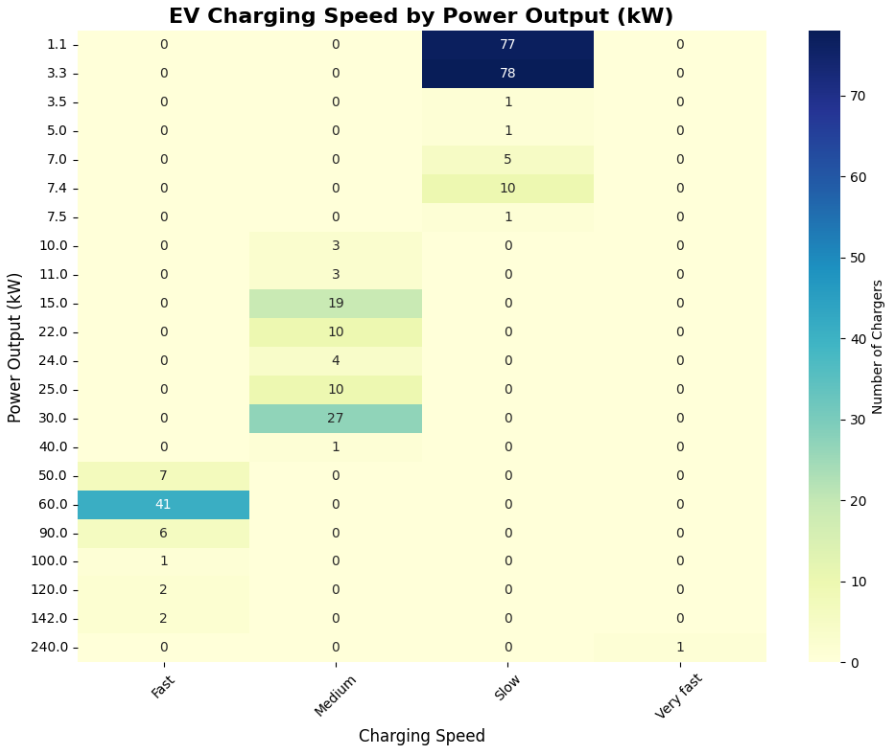 EV Charging Speed by Power Output (kW)
1.1 0 0 77 0
3.3 0 0 78 0
3.5 0 0 1 0
5.0 0 0 1 0
7.0 0 0 5 0
7.4 0 0 10 0
7.5 0 0 1 0
10.0 0 3 0 0
11.0 0 3 0 0
15.0 0 19 0 0
22.0 0 10 0 0
24.0 0 4 0 0
25.0 0 10 0 0
30.0 0 27 0 0
40.0 0 1 0 0
50.0 7 0 0 0
60.0 41 0 0 0
90.0 6 0 0 0
100.0 1 0 0 0
120.0 2 0 0 0
142.0 2 0 0 0
240.0 0 0 0 1
Power Output (kW)
Fast Medium Slow Very fast
Charging Speed
70
60
50
40
30
20
10
0
Number of Chargers